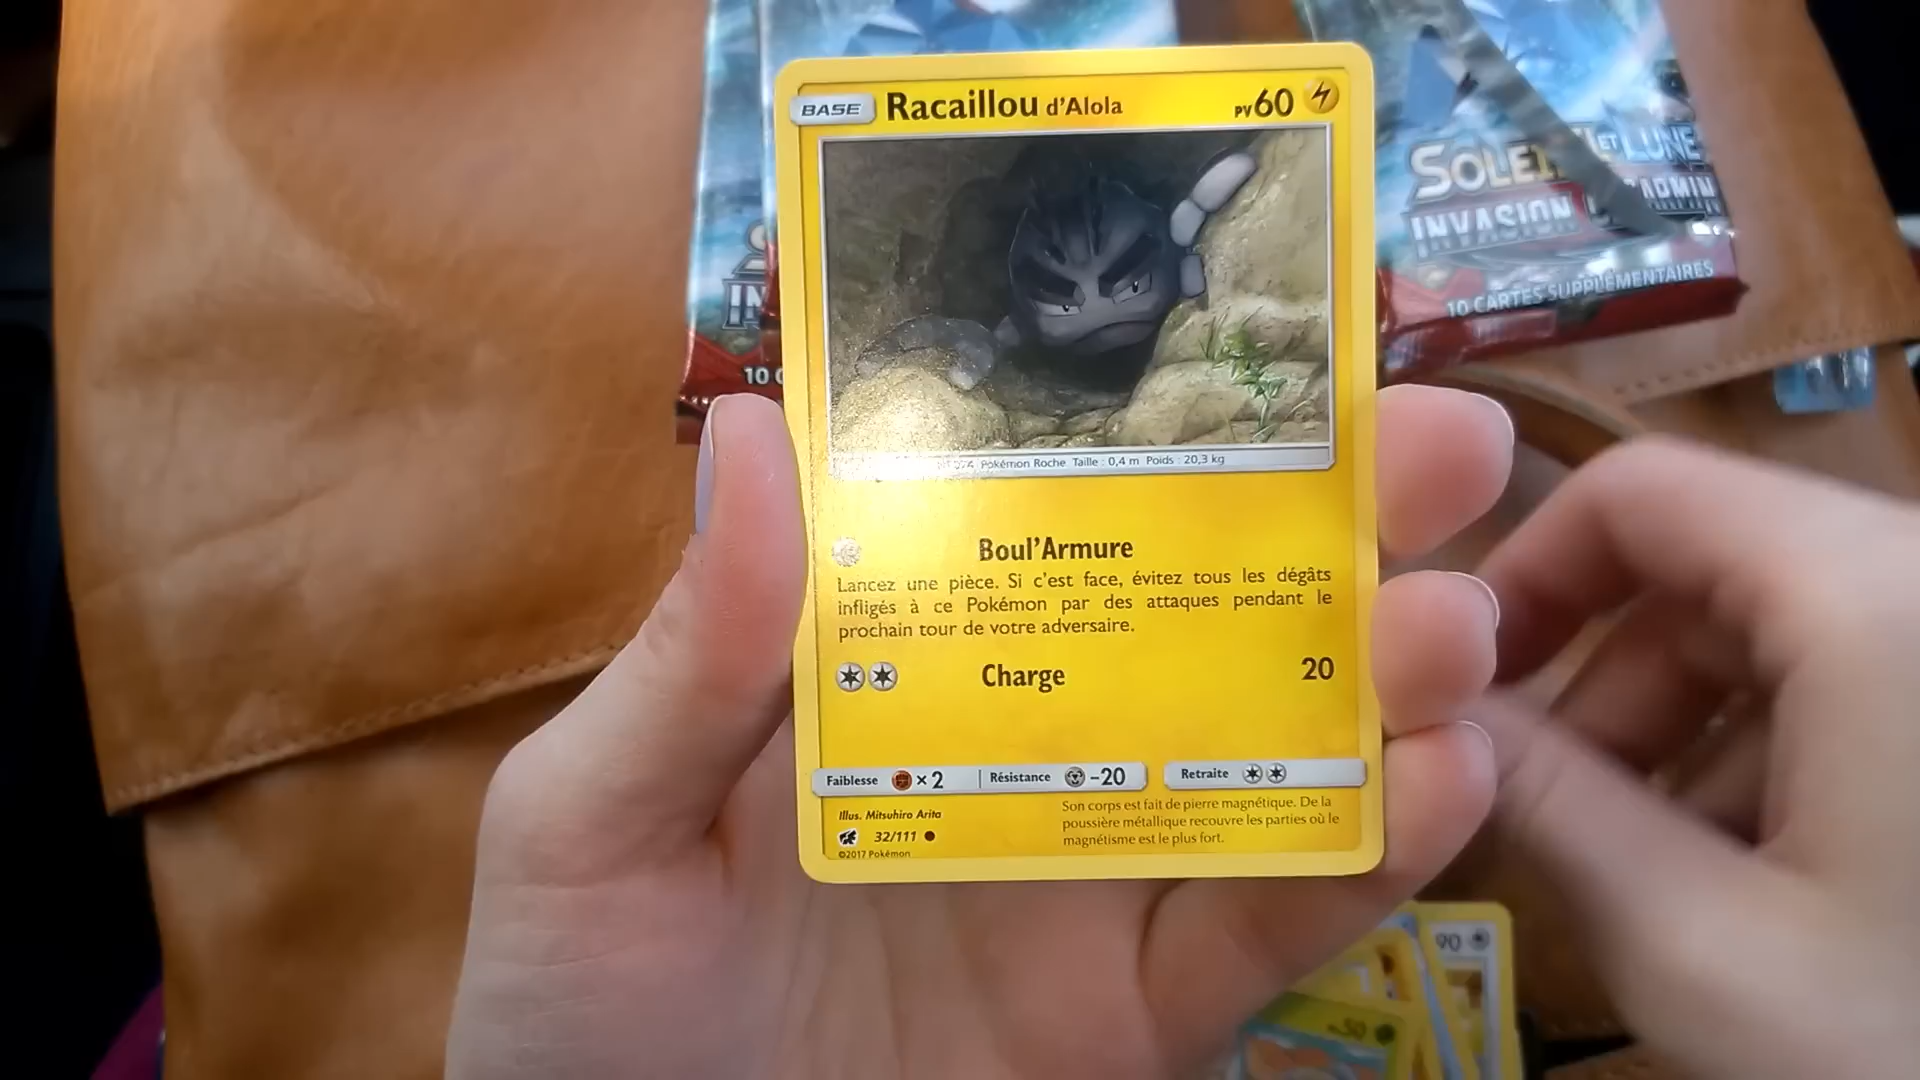 BASE Racaillou d'Alola PV60
Pokémon Roche Taille : 0,4 m Poids : 20,3 kg
Boul'Armure
Lancez une pièce. Si c'est face, évitez tous les dégâts
infligés à ce Pokémon par des attaques pendant le
prochain tour de votre adversaire.
Charge 20
Faiblesse × 2 Résistance -20 Retraite
Illus. Mitsuhiro Arita
32/111
©2017 Pokémon
Son corps est fait de pierre magnétique. De la
poussière métallique recouvre les parties où le
magnétisme est le plus fort.
SOLEIL ET LUNE
INVASION
10 CARTES SUPPLÉMENTAIRES
10
90
50